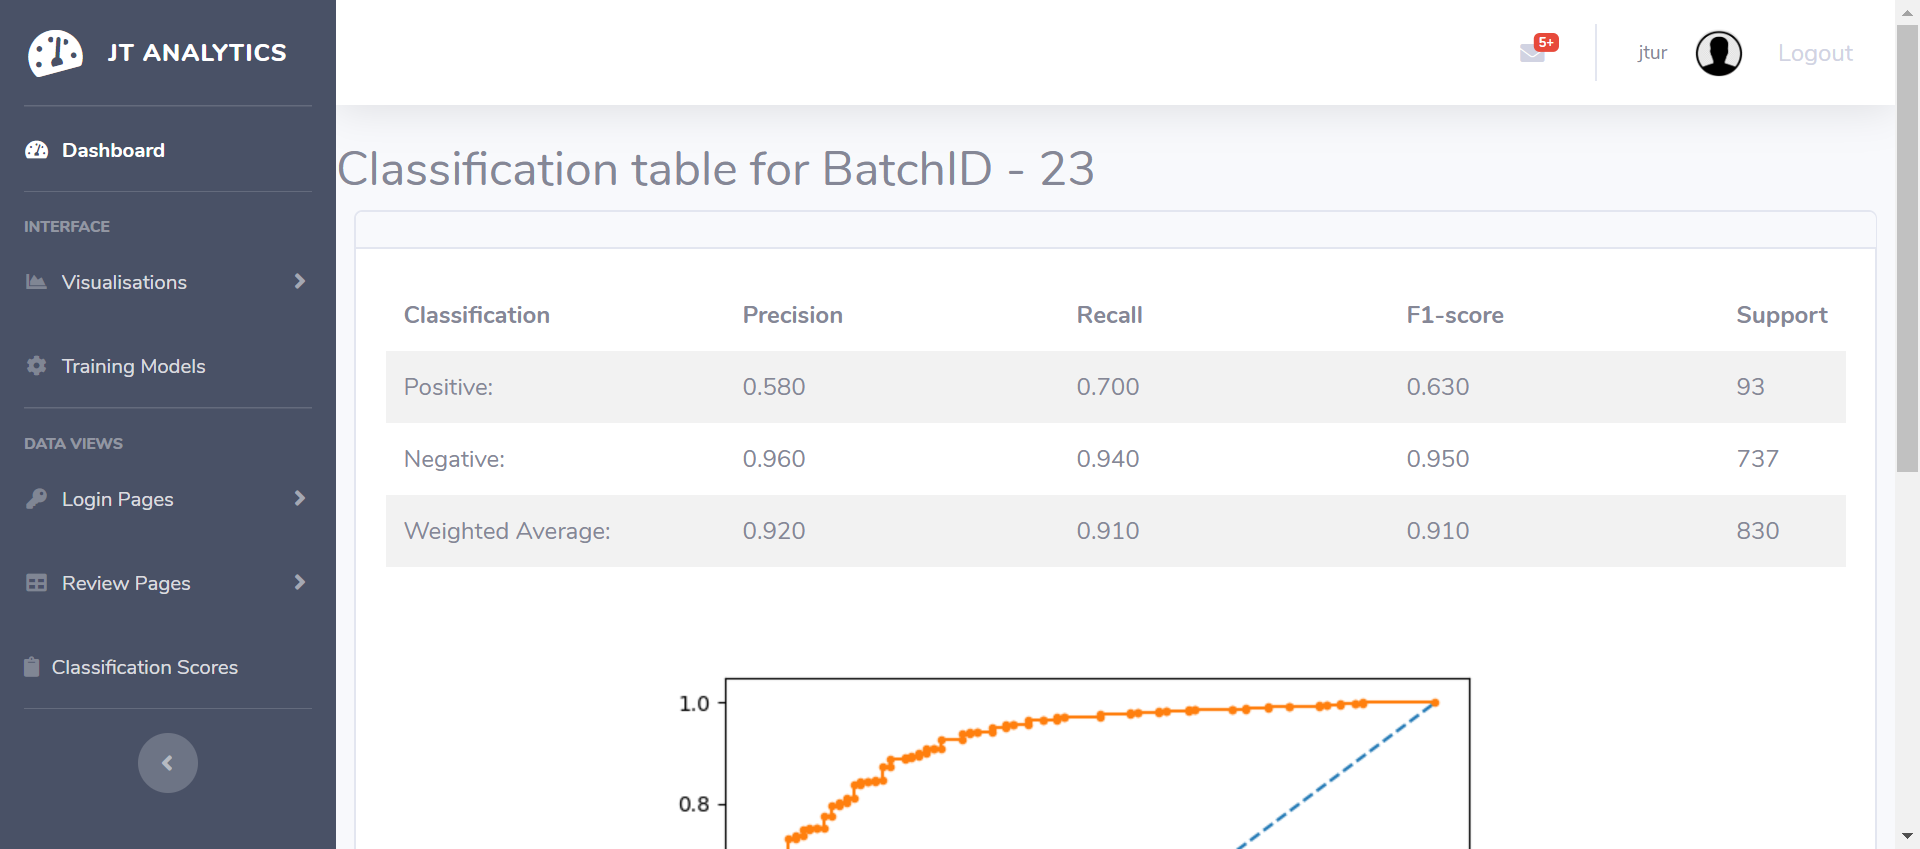 JT ANALYTICS
5+
jtur
Logout
Dashboard
INTERFACE
Visualisations
Training Models
DATA VIEWS
Login Pages
Review Pages
Classification Scores
Classification table for BatchID - 23
Classification Precision Recall F1-score Support
Positive: 0.580 0.700 0.630 93
Negative: 0.960 0.940 0.950 737
Weighted Average: 0.920 0.910 0.910 830
1.0
0.8